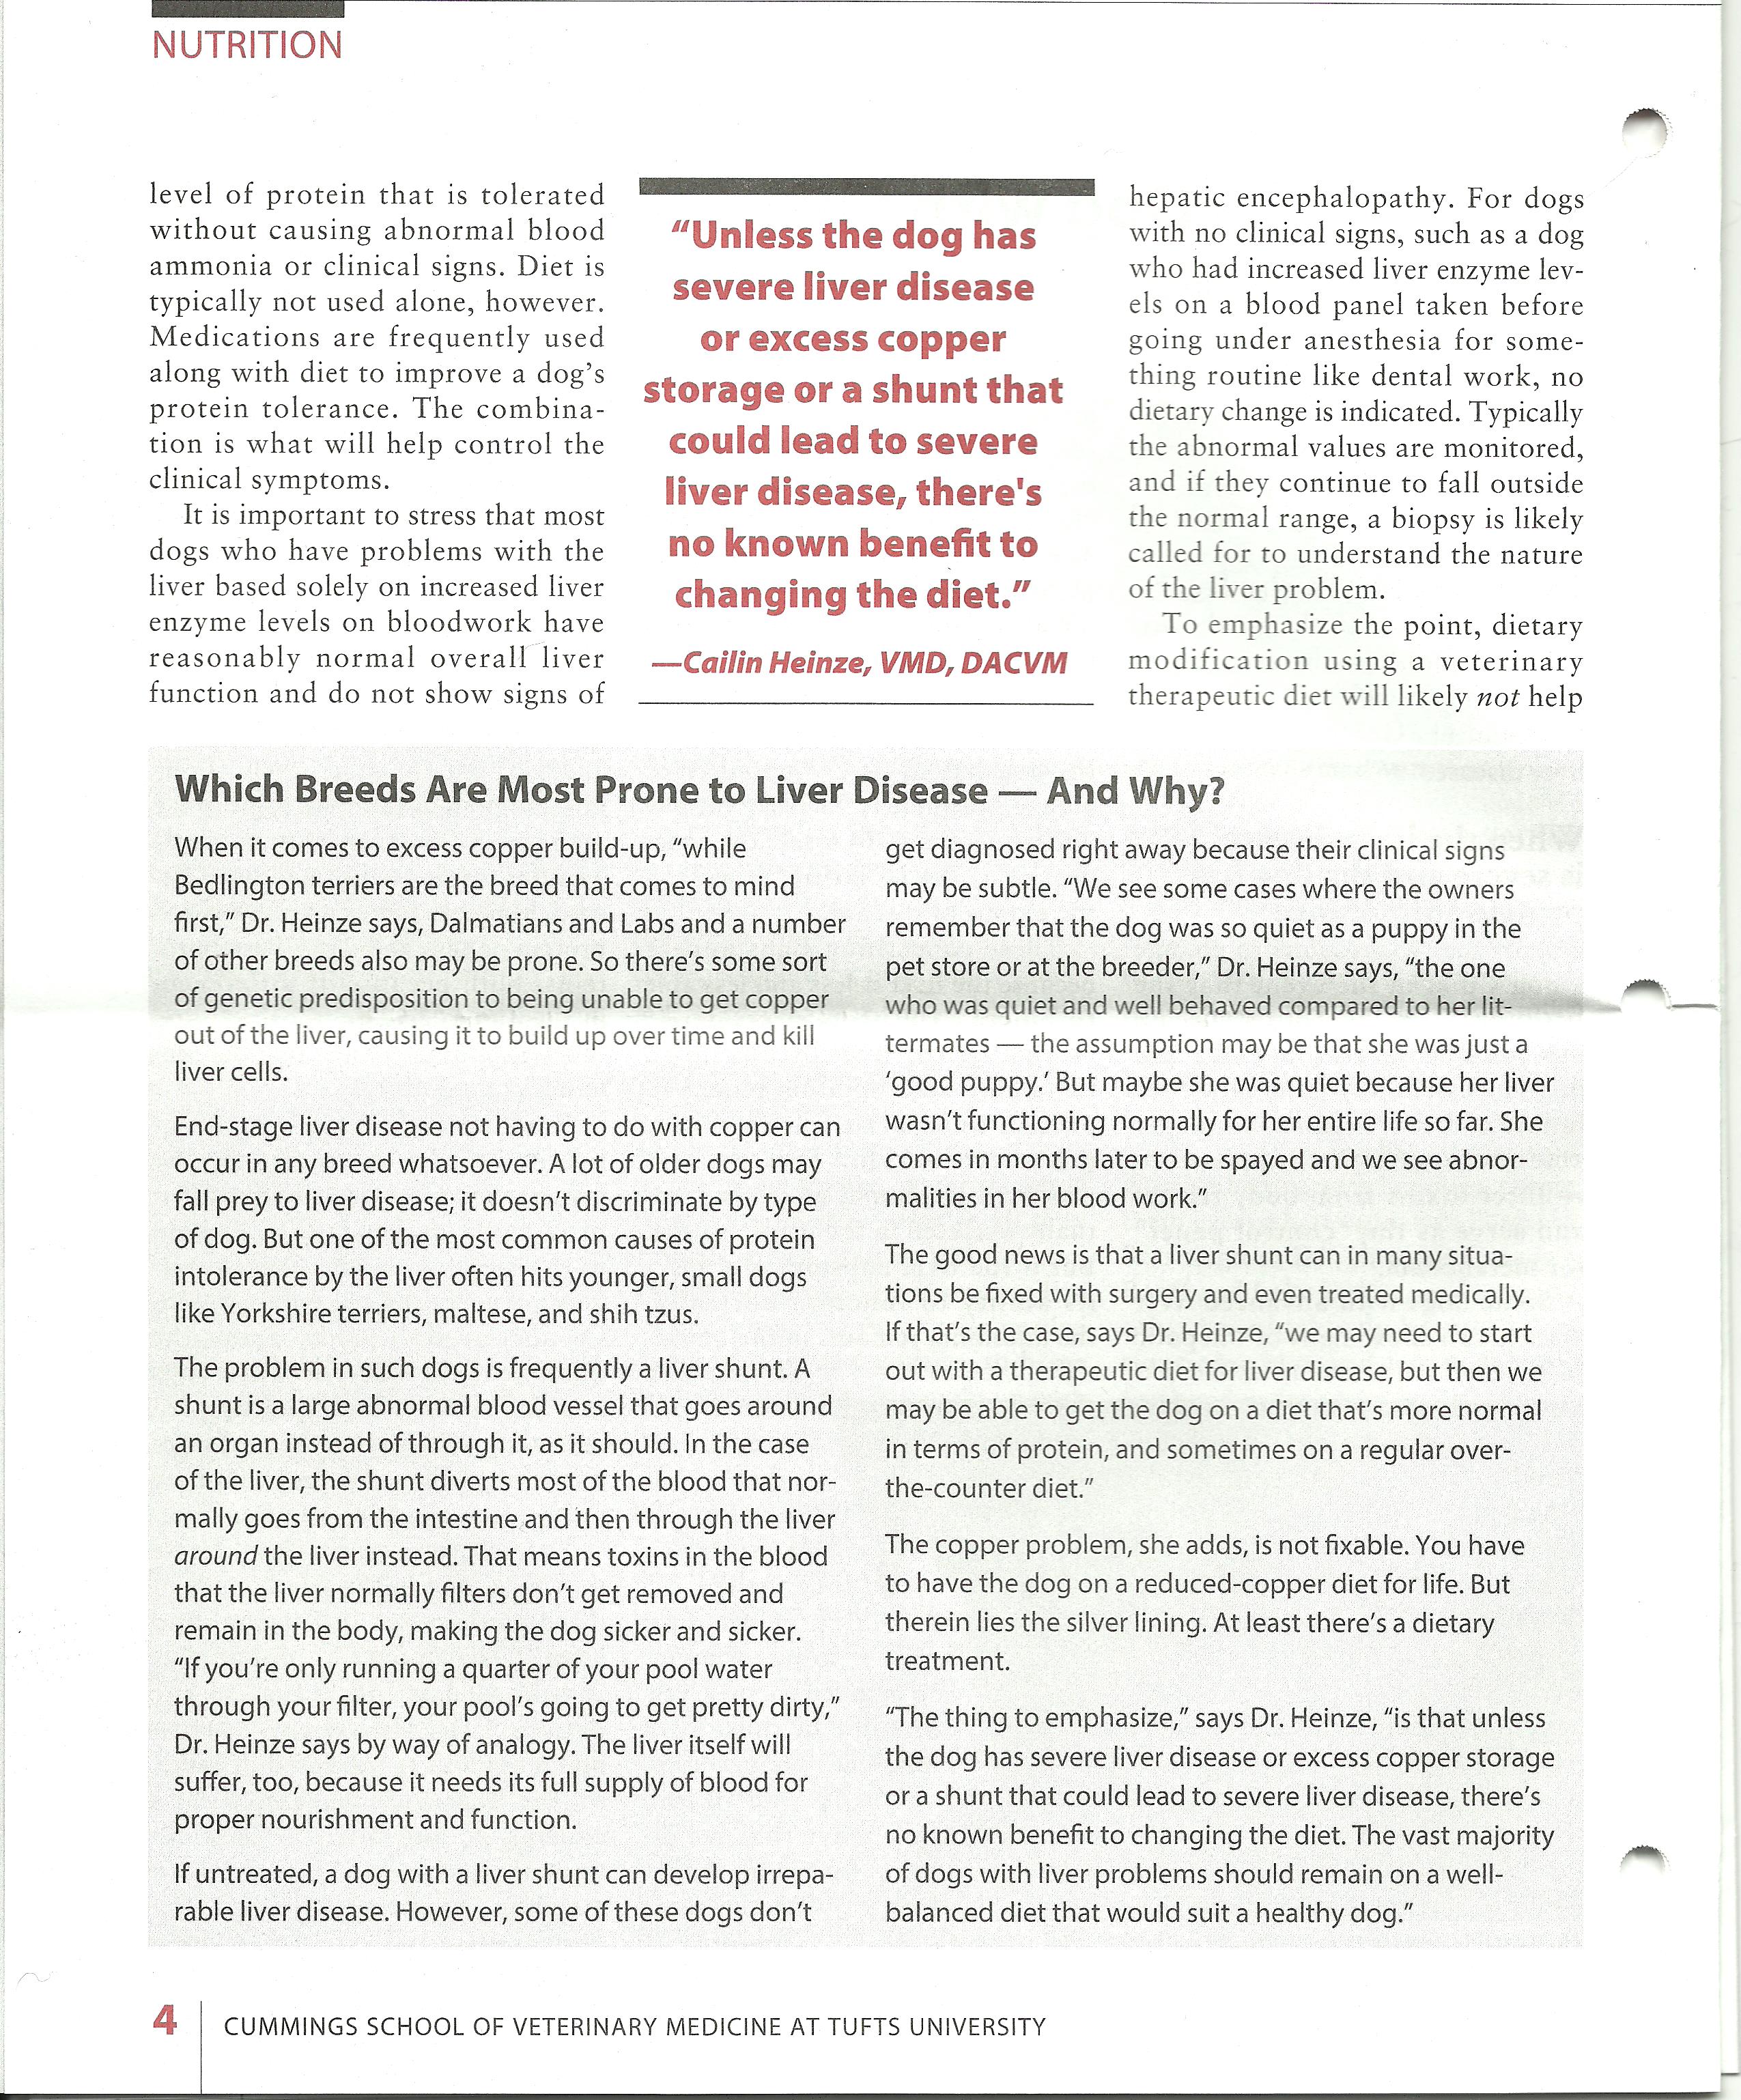 NUTRITION
level of protein that is tolerated
without causing abnormal blood
ammonia or clinical signs. Diet is
typically not used alone, however.
Medications are frequently used
along with diet to improve a dog's
protein tolerance. The combina-
tion is what will help control the
clinical symptoms.
It is important to stress that most
dogs who have problems with the
liver based solely on increased liver
enzyme levels on bloodwork have
reasonably normal overall liver
function and do not show signs of
“Unless the dog has
severe liver disease
or excess copper
storage or a shunt that
could lead to severe
liver disease, there's
no known benefit to
changing the diet.”
—Cailin Heinze, VMD, DACVM
hepatic encephalopathy. For dogs
with no clinical signs, such as a dog
who had increased liver enzyme lev-
els on a blood panel taken before
going under anesthesia for some-
thing routine like dental work, no
dietary change is indicated. Typically
the abnormal values are monitored,
and if they continue to fall outside
the normal range, a biopsy is likely
called for to understand the nature
of the liver problem.
To emphasize the point, dietary
modification using a veterinary
therapeutic diet will likely not help
Which Breeds Are Most Prone to Liver Disease — And Why?
When it comes to excess copper build-up, “while
Bedlington terriers are the breed that comes to mind
first,” Dr. Heinze says, Dalmatians and Labs and a number
of other breeds also may be prone. So there's some sort
of genetic predisposition to being unable to get copper
out of the liver, causing it to build up over time and kill
liver cells.
End-stage liver disease not having to do with copper can
occur in any breed whatsoever. A lot of older dogs may
fall prey to liver disease; it doesn't discriminate by type
of dog. But one of the most common causes of protein
intolerance by the liver often hits younger, small dogs
like Yorkshire terriers, maltese, and shih tzus.
The problem in such dogs is frequently a liver shunt. A
shunt is a large abnormal blood vessel that goes around
an organ instead of through it, as it should. In the case
of the liver, the shunt diverts most of the blood that nor-
mally goes from the intestine and then through the liver
around the liver instead. That means toxins in the blood
that the liver normally filters don't get removed and
remain in the body, making the dog sicker and sicker.
“If you're only running a quarter of your pool water
through your filter, your pool's going to get pretty dirty,”
Dr. Heinze says by way of analogy. The liver itself will
suffer, too, because it needs its full supply of blood for
proper nourishment and function.
If untreated, a dog with a liver shunt can develop irrepa-
rable liver disease. However, some of these dogs don't
get diagnosed right away because their clinical signs
may be subtle. “We see some cases where the owners
remember that the dog was so quiet as a puppy in the
pet store or at the breeder,” Dr. Heinze says, “the one
who was quiet and well behaved compared to her lit-
termates — the assumption may be that she was just a
‘good puppy.’ But maybe she was quiet because her liver
wasn't functioning normally for her entire life so far. She
comes in months later to be spayed and we see abnor-
malities in her blood work.”
The good news is that a liver shunt can in many situa-
tions be fixed with surgery and even treated medically.
If that's the case, says Dr. Heinze, “we may need to start
out with a therapeutic diet for liver disease, but then we
may be able to get the dog on a diet that's more normal
in terms of protein, and sometimes on a regular over-
the-counter diet.”
The copper problem, she adds, is not fixable. You have
to have the dog on a reduced-copper diet for life. But
therein lies the silver lining. At least there's a dietary
treatment.
“The thing to emphasize,” says Dr. Heinze, “is that unless
the dog has severe liver disease or excess copper storage
or a shunt that could lead to severe liver disease, there's
no known benefit to changing the diet. The vast majority
of dogs with liver problems should remain on a well-
balanced diet that would suit a healthy dog.”
4 CUMMINGS SCHOOL OF VETERINARY MEDICINE AT TUFTS UNIVERSITY